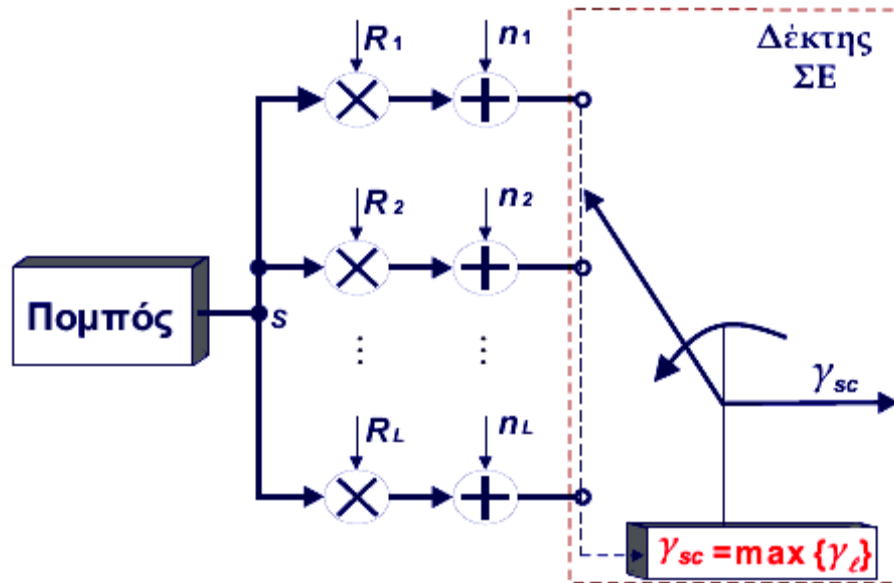 R1
n1
Δέκτης
ΣΕ
R2
n2
Πομπός
S
γsc
RL
nL
γsc =max {γℓ}